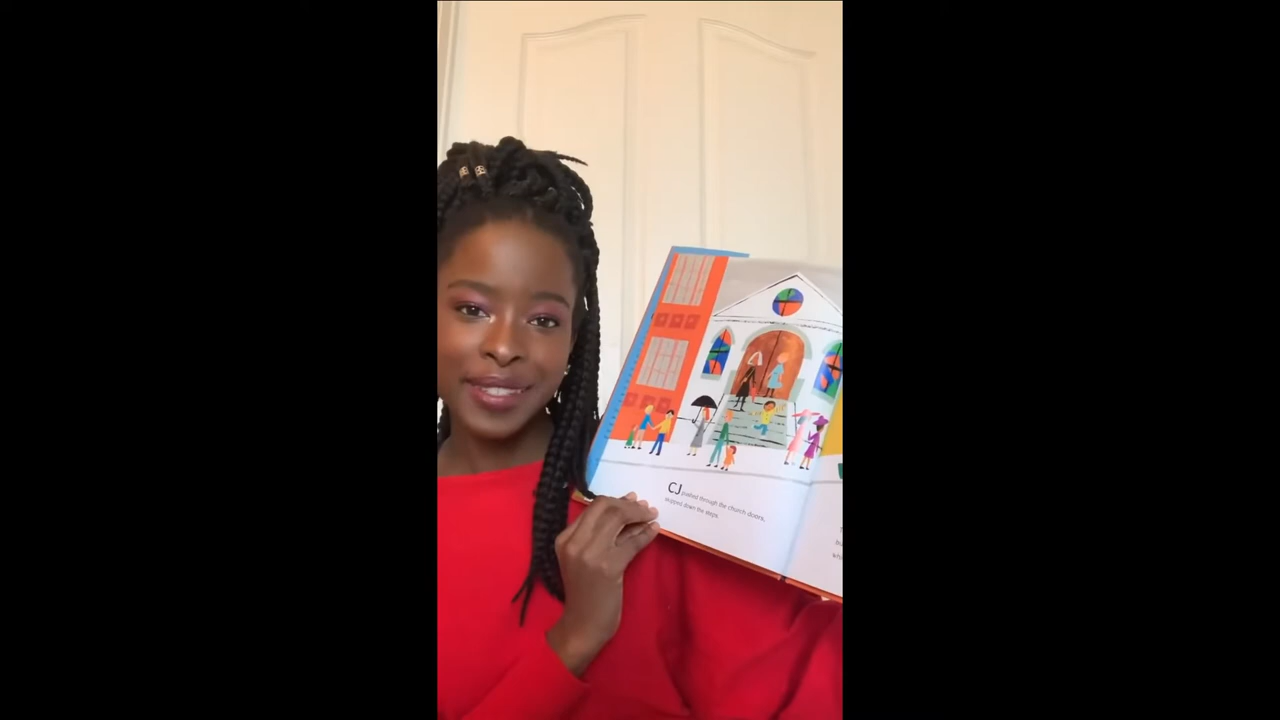 CJ pushed through the church doors,
skipped down the steps.